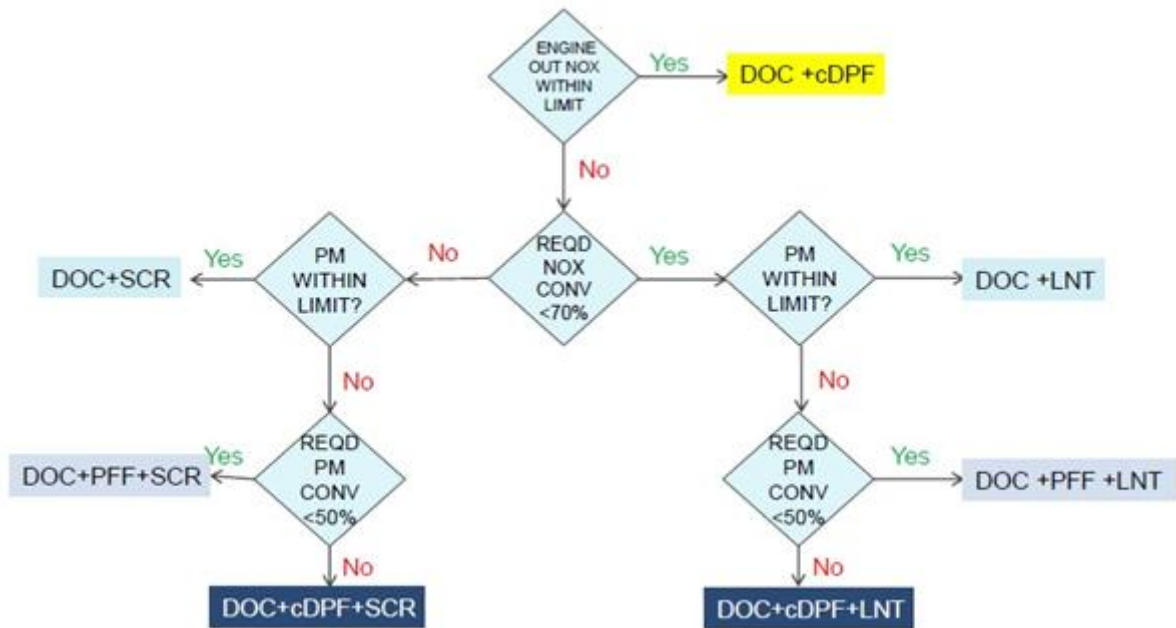 ENGINE
OUT NOX
WITHIN
LIMIT
Yes
DOC +cDPF
No
DOC+SCR
Yes
PM
WITHIN
LIMIT?
No
REQD
NOX
CONV
<70%
Yes
PM
WITHIN
LIMIT?
Yes
DOC +LNT
No
No
DOC+PFF+SCR
Yes
REQD
PM
CONV
<50%
REQD
PM
CONV
<50%
Yes
DOC +PFF +LNT
No
No
DOC+cDPF+SCR
DOC+cDPF+LNT